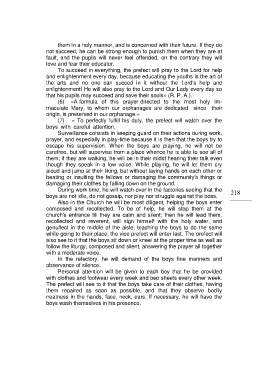 them in a holy manner, and is concerned with their future. If they do
not succeed, he can be strong enough to punish them when they are at
fault, and the pupils will never feel offended, on the contrary they will
love and fear their educator.
To succeed in everything, the prefect will pray to the Lord for help
and enlightenment every day, because educating the youths is the art of
the arts and no one can succed in it without the Lord's help and
enlightenment! He will also pray to the Lord and Our Lady every day so
that his pupils may succeed and save their souls» (R. P. A.).
(6) «A formula of this prayer directed to the most holy Im-
maculate Mary, to whom our orphanages are dedicated since their
origin, is preserved in our orphanage.»
(7) « To perfectly fulfill his duty, the prefect will watch over the
boys with careful attention.
Surveillance consists in keeping guard on their actions during work,
prayer, and especially in play-time because it is then that the boys try to
escape his supervision. When the boys are playing, he will not be
carefree, but will supervise from a place whence he is able to see all of
them; if they are walking, he will be in their midst hearing their talk even
though they speak in a low voice. While playing, he will let them cry
aloud and jump at their liking, but without laying hands on each other or
beating or insulting the fellows or damaging the community's things or
damaging their clothes by falling down on the ground.
During work time, he will watch over in the factories seeing that the
boys are not idle, do not gossip, nor play nor struggle against the boss.
218
Also in the Church he will be most diligent, helping the boys enter
composed and recollected. To be of help, he will stop them at the
church's entrance till they are calm and silent; then he will lead them,
recollected and reverent, will sign himself with the holy water, and
genuflect in the middle of the aisle, teaching the boys to do the same
while going to their place; the vice prefect will enter last. The prefect will
also see to it that the boys sit down or kneel at the proper time as well as
follow the liturgy, composed and silent, answering the prayer all together
with a moderate voice.
In the refectory, he will demand of the boys fine manners and
observance of silence.
Personal attention will be given to each boy that he be provided
with clothes and footwear every week and bed sheets every other week.
The prefect will see to it that the boys take care of their clothes, having
them repaired as soon as possible, and that they observe bodily
neatness in the hands, face, neck, ears. If necessary, he will have the
boys wash themselves in his presence.